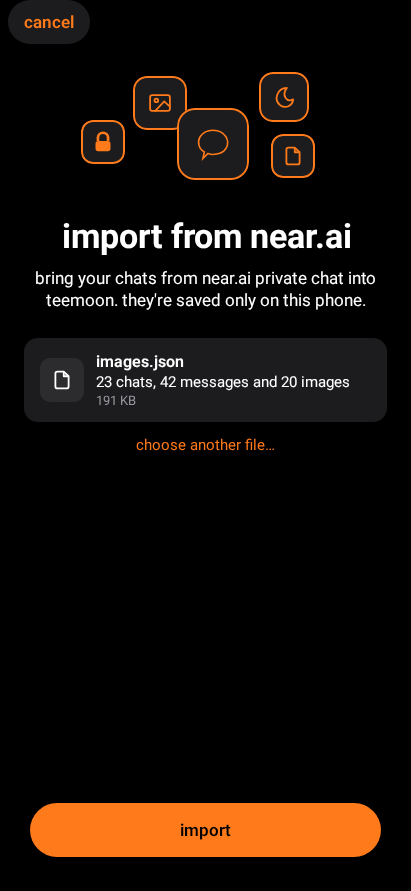 cancel
import from near.ai
bring your chats from near.ai private chat into
teemoon. they're saved only on this phone.
images.json
23 chats, 42 messages and 20 images
191 KB
choose another file...
import